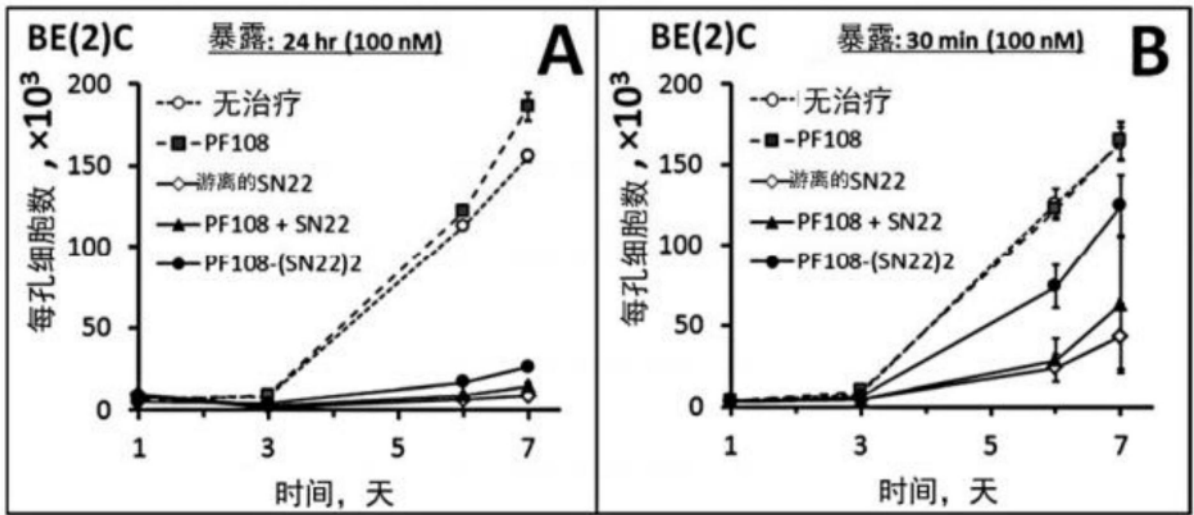 BE(2)C
暴露: 24 hr (100 nM)
A
每孔细胞数, ×10³
200
150
100
50
0
无治疗
PF108
游离的SN22
PF108 + SN22
PF108-(SN22)2
1
3
5
7
时间, 天
BE(2)C
暴露: 30 min (100 nM)
B
每孔细胞数, ×10³
200
150
100
50
0
无治疗
PF108
游离的SN22
PF108 + SN22
PF108-(SN22)2
1
3
5
7
时间, 天